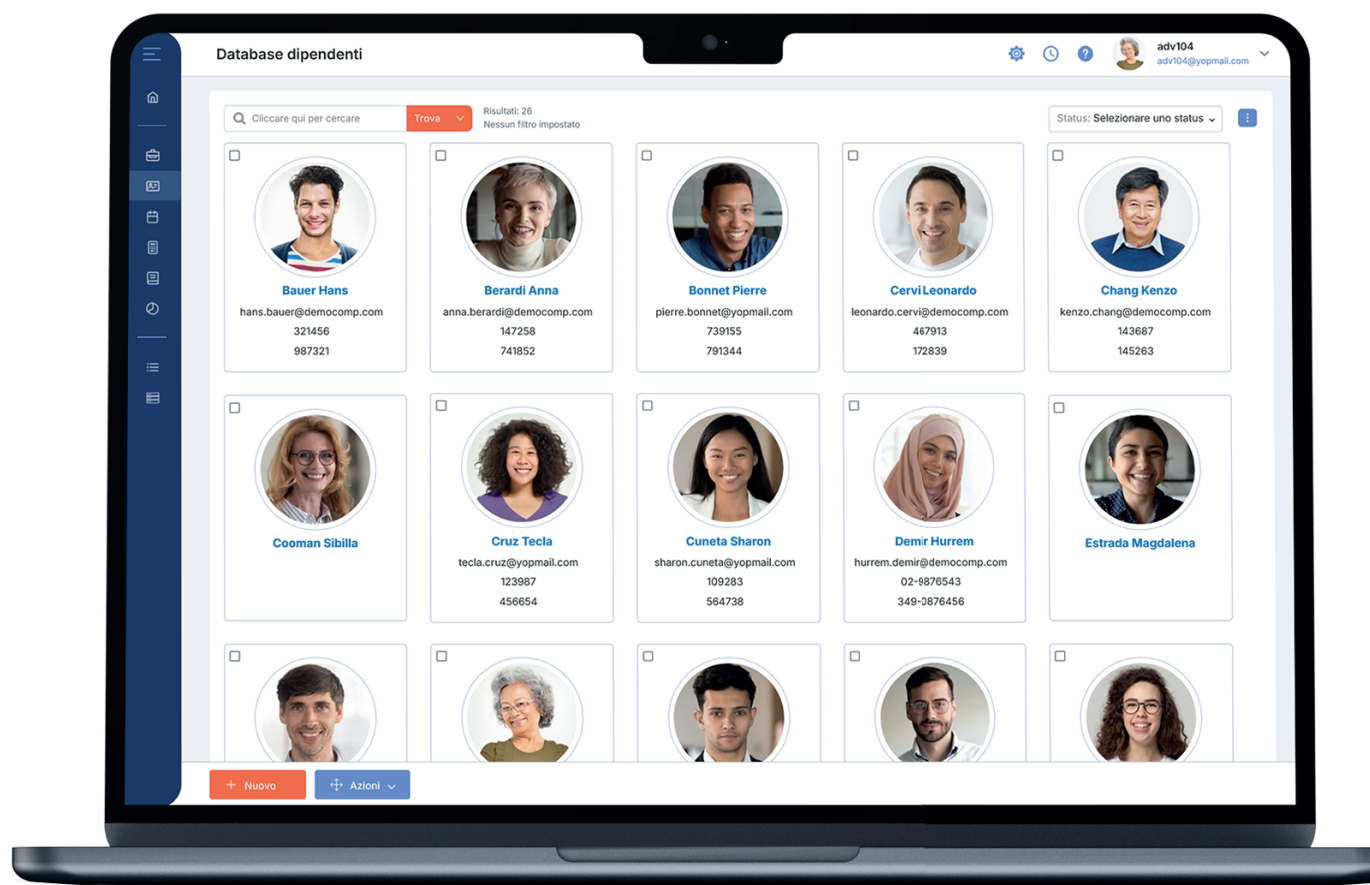 Database dipendenti
adv104
adv104@yopmail.com
Cliccare qui per cercare
Trova
Risultati: 26
Nessun filtro impostato
Status: Selezionare uno status
Bauer Hans
hans.bauer@democomp.com
321456
987321
Berardi Anna
anna.berardi@democomp.com
147258
741852
Bonnet Pierre
pierre.bonnet@yopmail.com
739155
791344
Cervi Leonardo
leonardo.cervi@democomp.com
467913
172839
Chang Kenzo
kenzo.chang@democomp.com
143687
145263
Cooman Sibilla
Cruz Tecla
tecla.cruz@yopmail.com
123987
456654
Cuneta Sharon
sharon.cuneta@yopmail.com
109283
564738
Demir Hurrem
hurrem.demir@democomp.com
02-9876543
349-0876456
Estrada Magdalena
Nuovo
Azioni